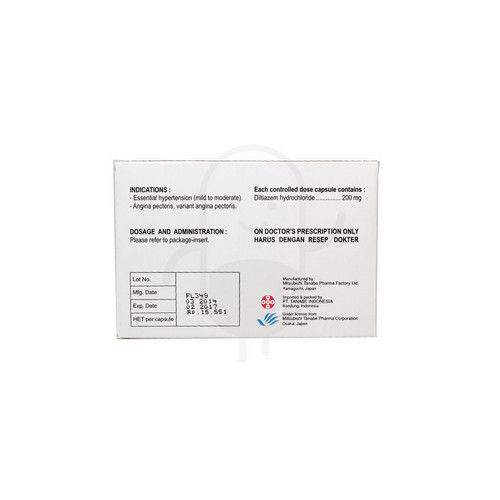 INDICATIONS :
- Essential hypertension (mild to moderate).
- Angina pectoris, variant angina pectoris.
Each controlled dose capsule contains :
Diltiazem hydrochloride ............ 200 mg
DOSAGE AND ADMINISTRATION :
Please refer to package-insert.
ON DOCTOR'S PRESCRIPTION ONLY
HARUS DENGAN RESEP DOKTER
Lot No.
Mfg. Date
Exp. Date
HET per capsule
FL349
03 2014
02 2017
Rp.15.551
Manufactured by
Mitsubishi Tanabe Pharma Factory Ltd.
Yamaguchi, Japan
Imported & packed by
P.T. TANABE INDONESIA
Bandung, Indonesia
Under license from
Mitsubishi Tanabe Pharma Corporation
Osaka, Japan